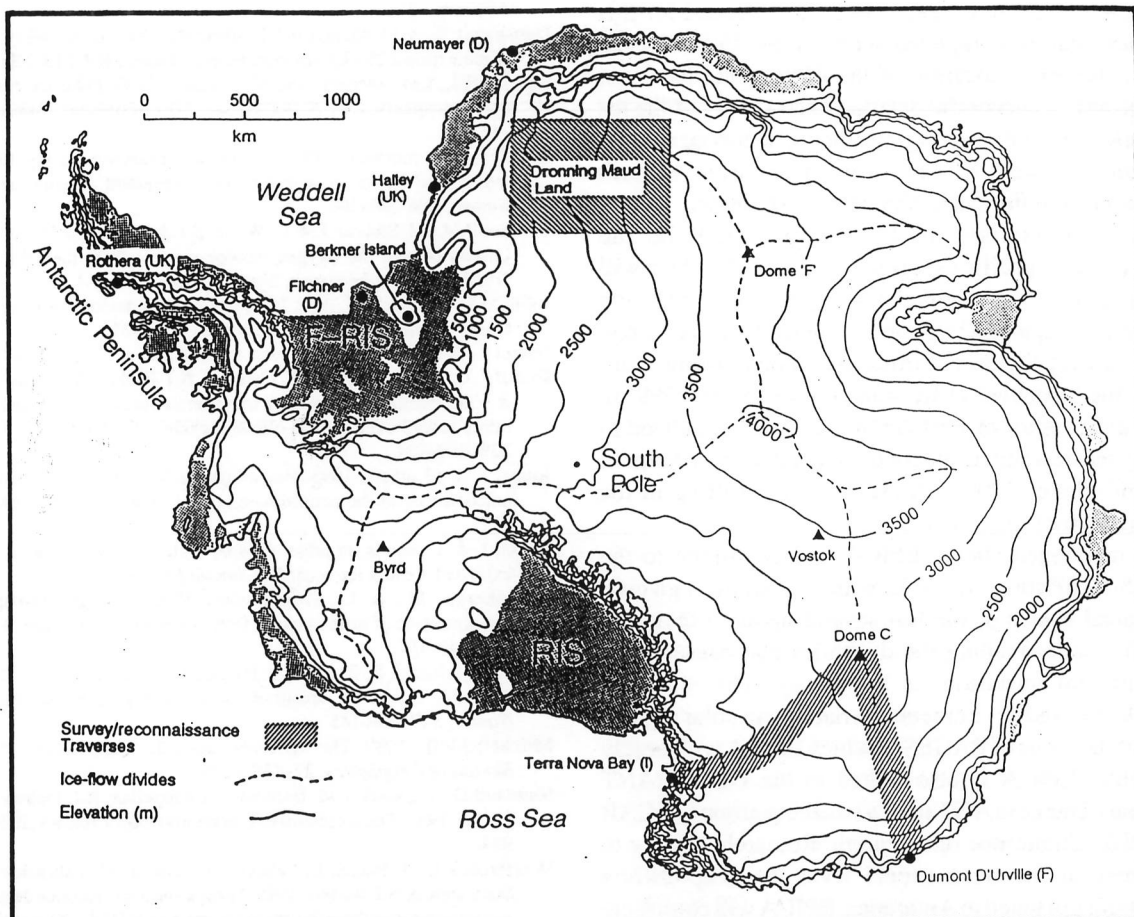 Neumayer (D)
0 500 1000
km
Weddell
Sea
Halley
(UK)
Dronning Maud
Land
Berkner Island
Rothera (UK)
Filchner
(D)
F-RIS
Antarctic Peninsula
Dome 'F'
500
1000
1500
2000
2500
3000
3500
4000
South
Pole
3500
Vostok
3000
2500
2000
Byrd
Dome C
RIS
Survey/reconnaissance
Traverses
Ice-flow divides
Elevation (m)
Terra Nova Bay (I)
Ross Sea
Dumont D'Urville (F)